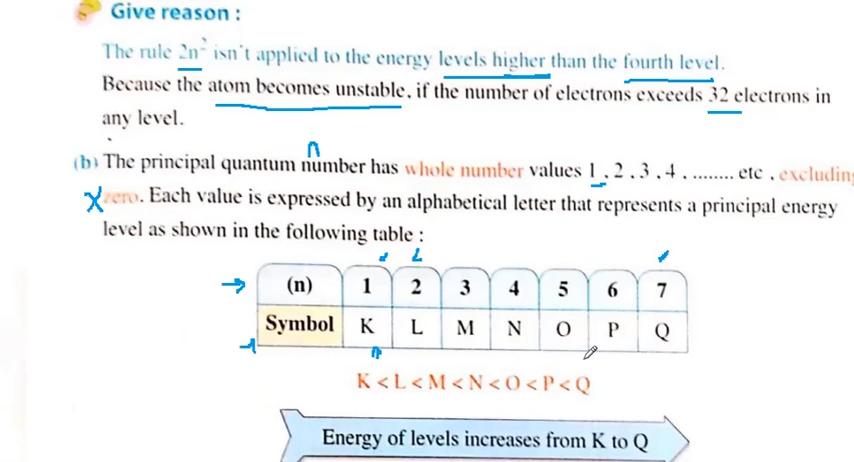 Give reason :
The rule 2n² isn't applied to the energy levels higher than the fourth level.
Because the atom becomes unstable, if the number of electrons exceeds 32 electrons in
any level.
n
(b) The principal quantum number has whole number values 1 , 2 , 3 , 4 , ........ etc , excluding
zero. Each value is expressed by an alphabetical letter that represents a principal energy
level as shown in the following table :
(n) 1 2 3 4 5 6 7
Symbol K L M N O P Q
K < L < M < N < O < P < Q
Energy of levels increases from K to Q